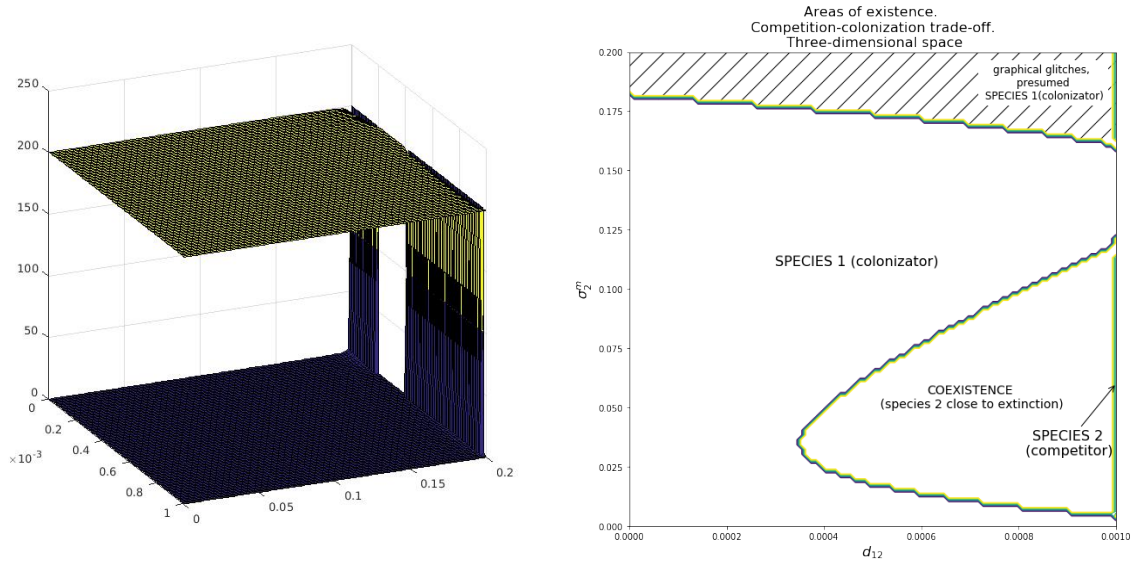 250
200
150
100
50
0
0
0.2
0.4
0.6
0.8
1
×10-3
0
0.05
0.1
0.15
0.2
Areas of existence.
Competition-colonization trade-off.
Three-dimensional space
0.200
0.175
0.150
0.125
0.100
0.075
0.050
0.025
0.000
σ₂ᵐ
graphical glitches,
presumed
SPECIES 1(colonizator)
SPECIES 1 (colonizator)
COEXISTENCE
(species 2 close to extinction)
SPECIES 2
(competitor)
0.0000
0.0002
0.0004
0.0006
0.0008
0.0010
d₁₂